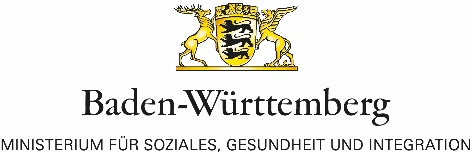 Baden-Württemberg
MINISTERIUM FÜR SOZIALES, GESUNDHEIT UND INTEGRATION